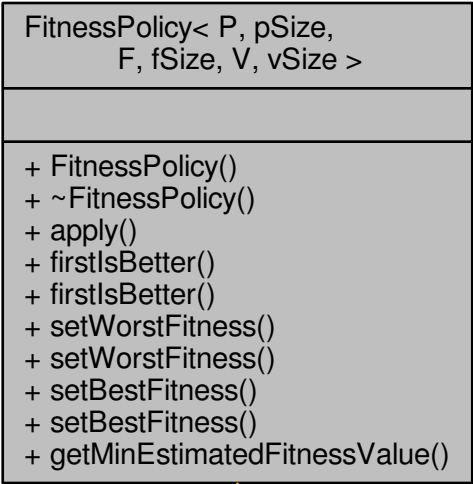 FitnessPolicy< P, pSize,
F, fSize, V, vSize >
+ FitnessPolicy()
+ ~FitnessPolicy()
+ apply()
+ firstIsBetter()
+ firstIsBetter()
+ setWorstFitness()
+ setWorstFitness()
+ setBestFitness()
+ setBestFitness()
+ getMinEstimatedFitnessValue()